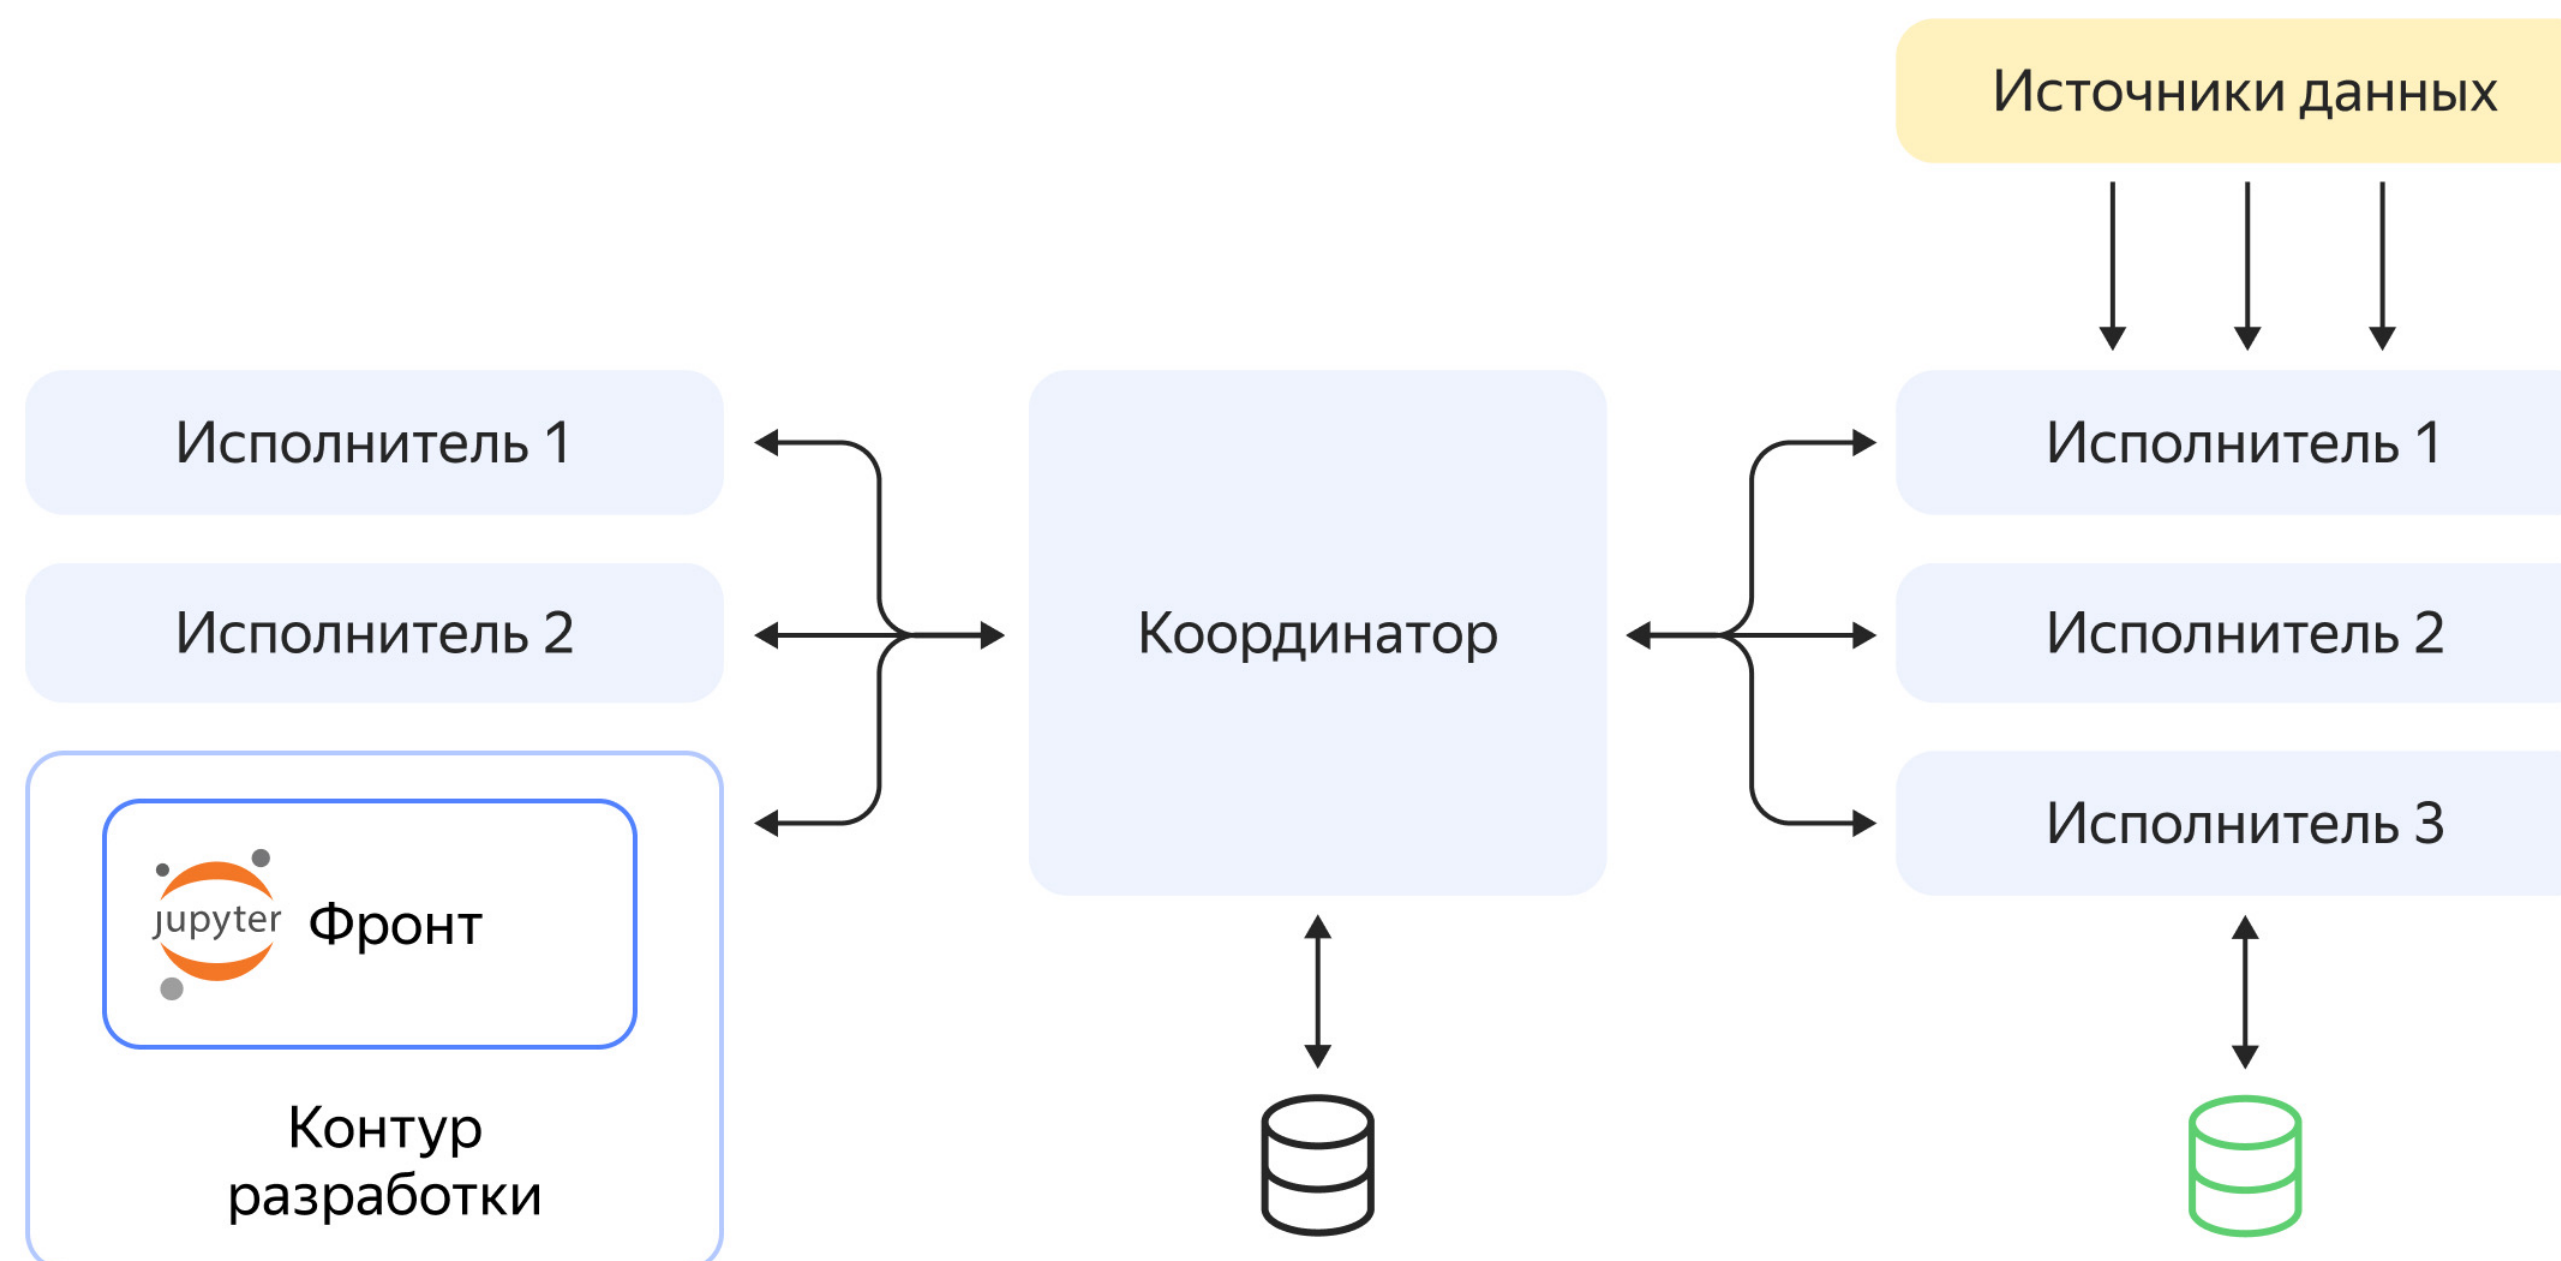 Источники данных
Исполнитель 1
Исполнитель 2
jupyter
Фронт
Контур
разработки
Координатор
Исполнитель 1
Исполнитель 2
Исполнитель 3